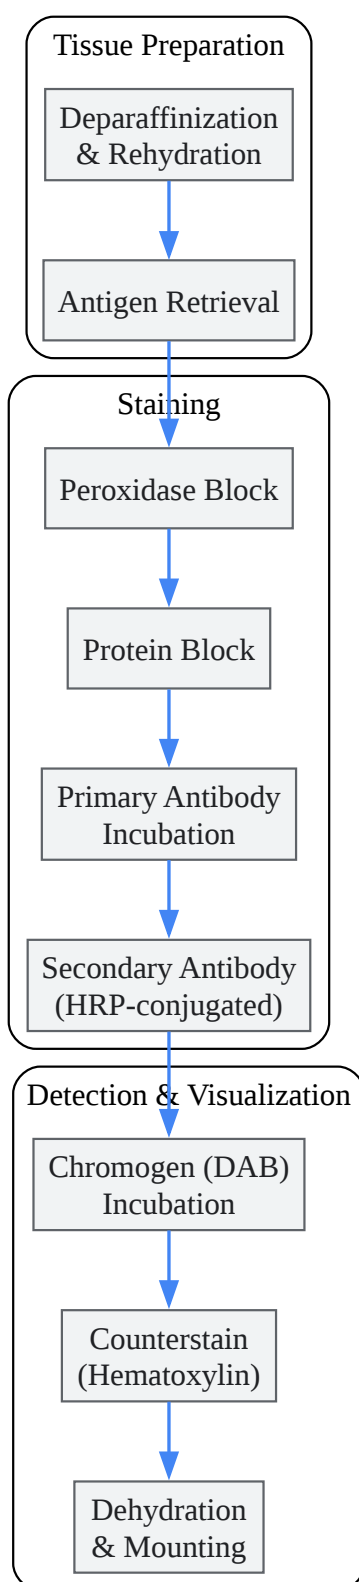 Tissue Preparation
Deparaffinization
& Rehydration
Antigen Retrieval
Staining
Peroxidase Block
Protein Block
Primary Antibody
Incubation
Secondary Antibody
(HRP-conjugated)
Detection & Visualization
Chromogen (DAB)
Incubation
Counterstain
(Hematoxylin)
Dehydration
& Mounting